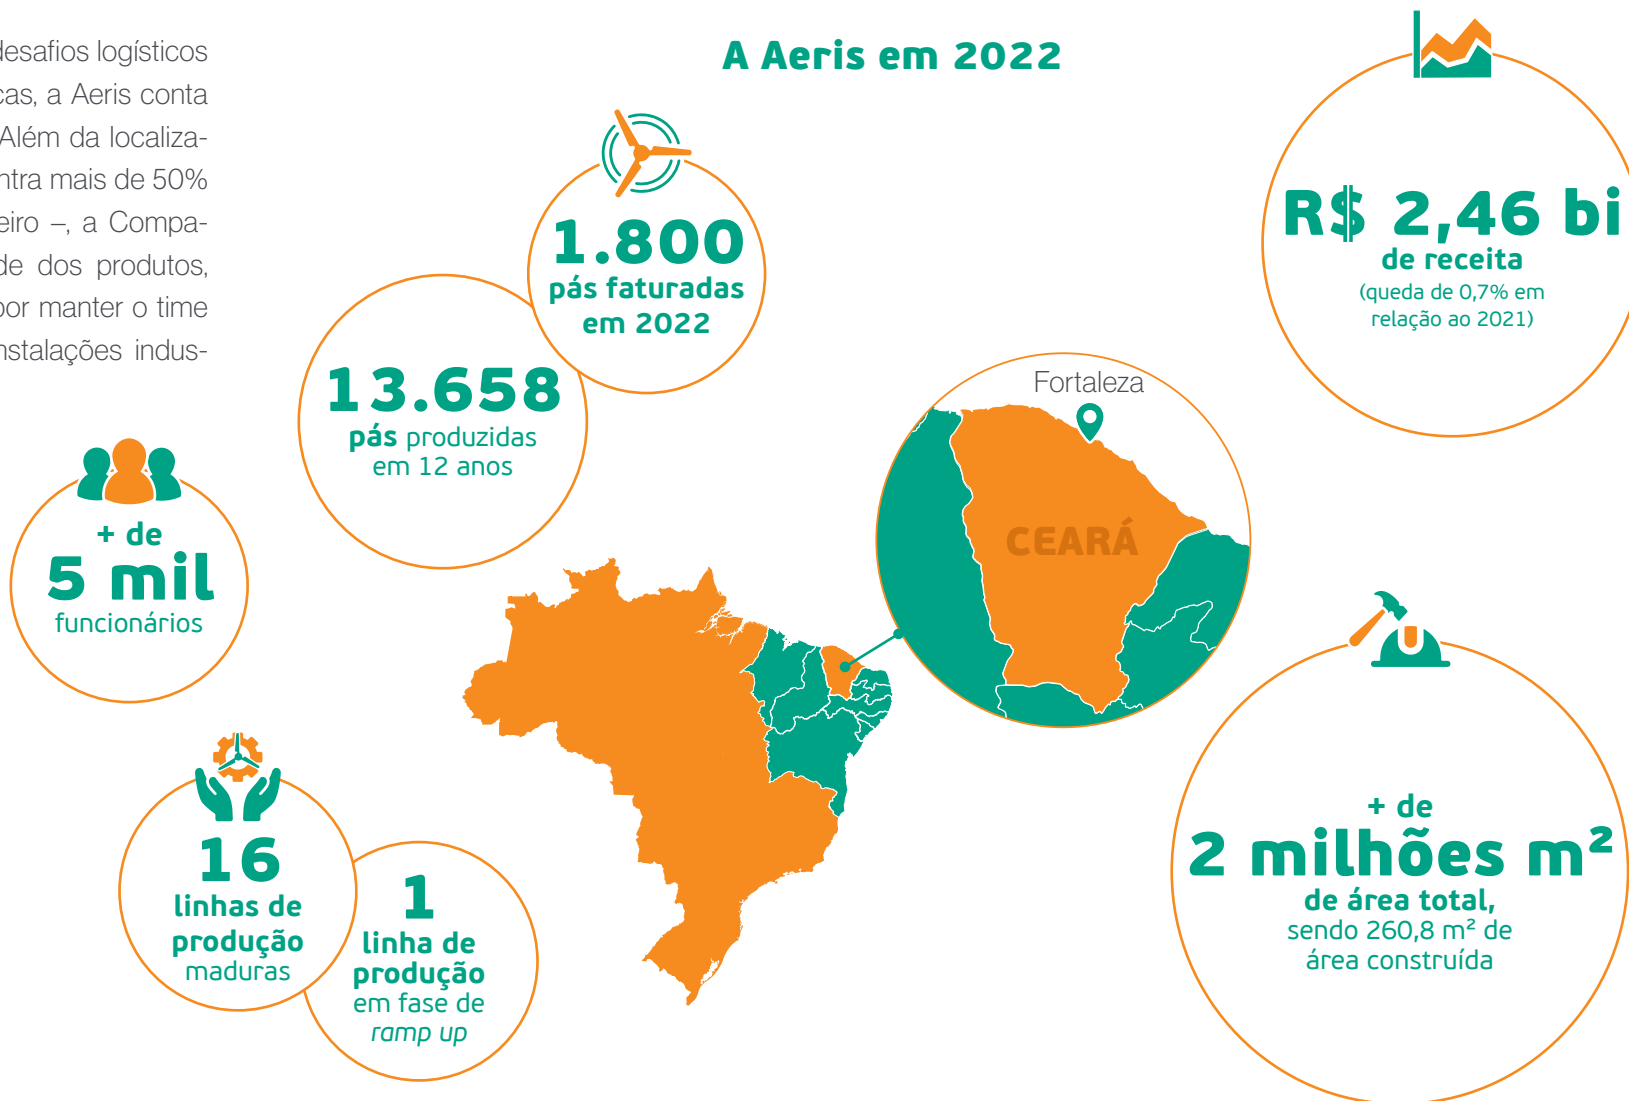 desafios logísticos
a Aeris conta
Além da localiza-
mais de 50%
–, a Compa-
de dos produtos,
por manter o time
indus-
A Aeris em 2022
R$ 2,46 bi
de receita
(queda de 0,7% em
relação ao 2021)
1.800
pás faturadas
em 2022
13.658
pás produzidas
em 12 anos
Fortaleza
CEARÁ
+ de
5 mil
funcionários
16
linhas de
produção
maduras
1
linha de
produção
em fase de
ramp up
+ de
2 milhões m²
de área total,
sendo 260,8 m² de
área construída